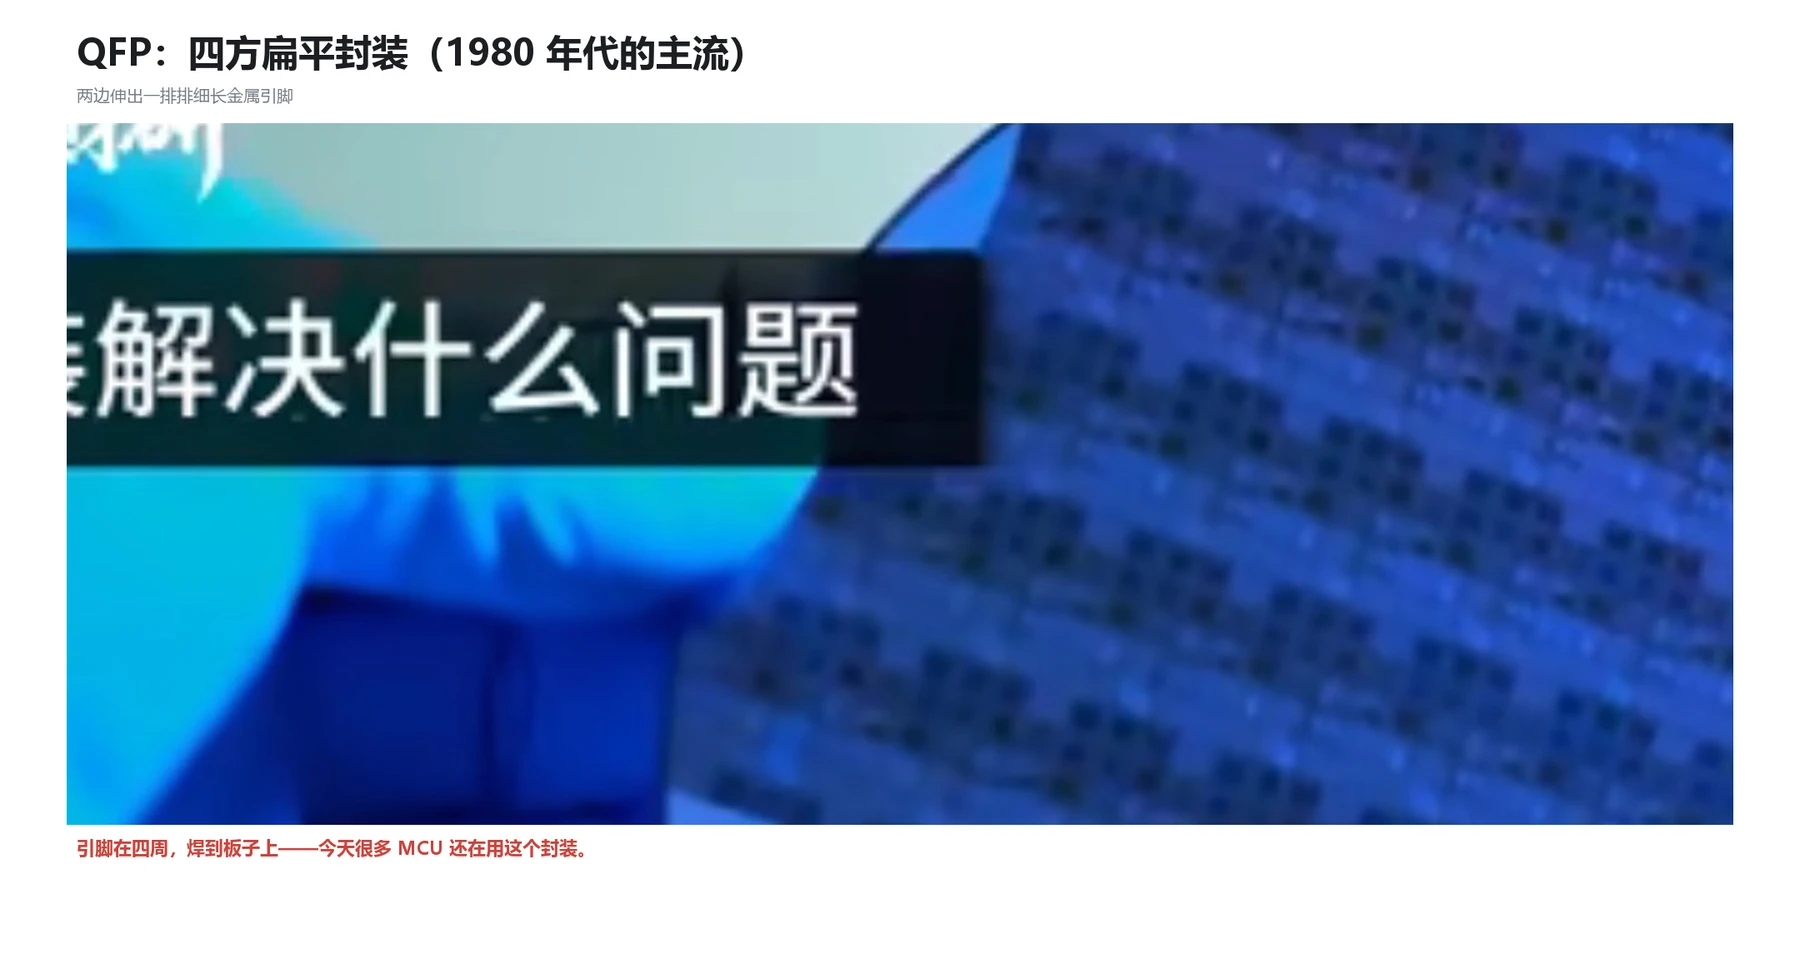 QFP：四方扁平封装（1980 年代的主流）
两边伸出一排排细长金属引脚
解决什么问题
引脚在四周，焊到板子上——今天很多 MCU 还在用这个封装。